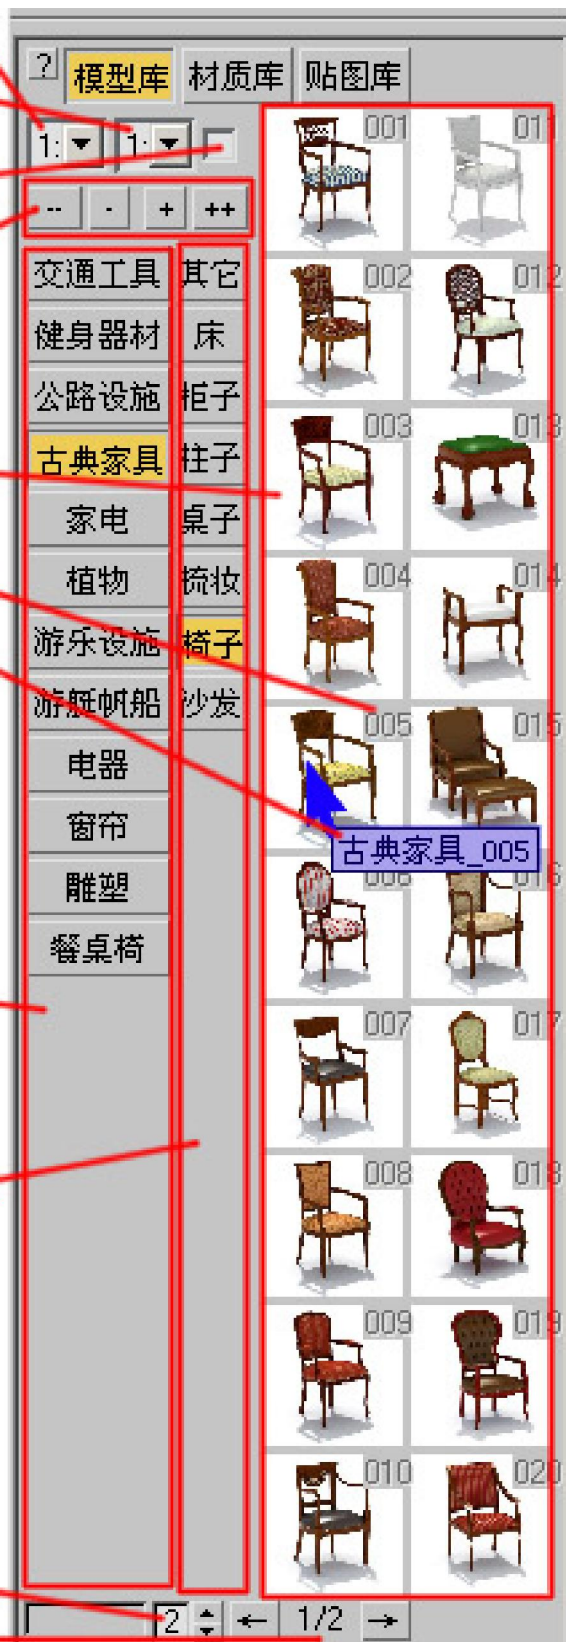 ? 模型库 材质库 贴图库
1: 1:
-- - + ++
交通工具 其它
健身器材 床
公路设施 柜子
古典家具 柱子
家电 桌子
植物 梳妆
游乐设施 椅子
游艇帆船 沙发
电器
窗帘
雕塑
餐桌椅
001 011
002 012
003 013
004 014
005 015
古典家具_005
006 016
007 017
008 018
009 019
010 020
2 ← 1/2 →